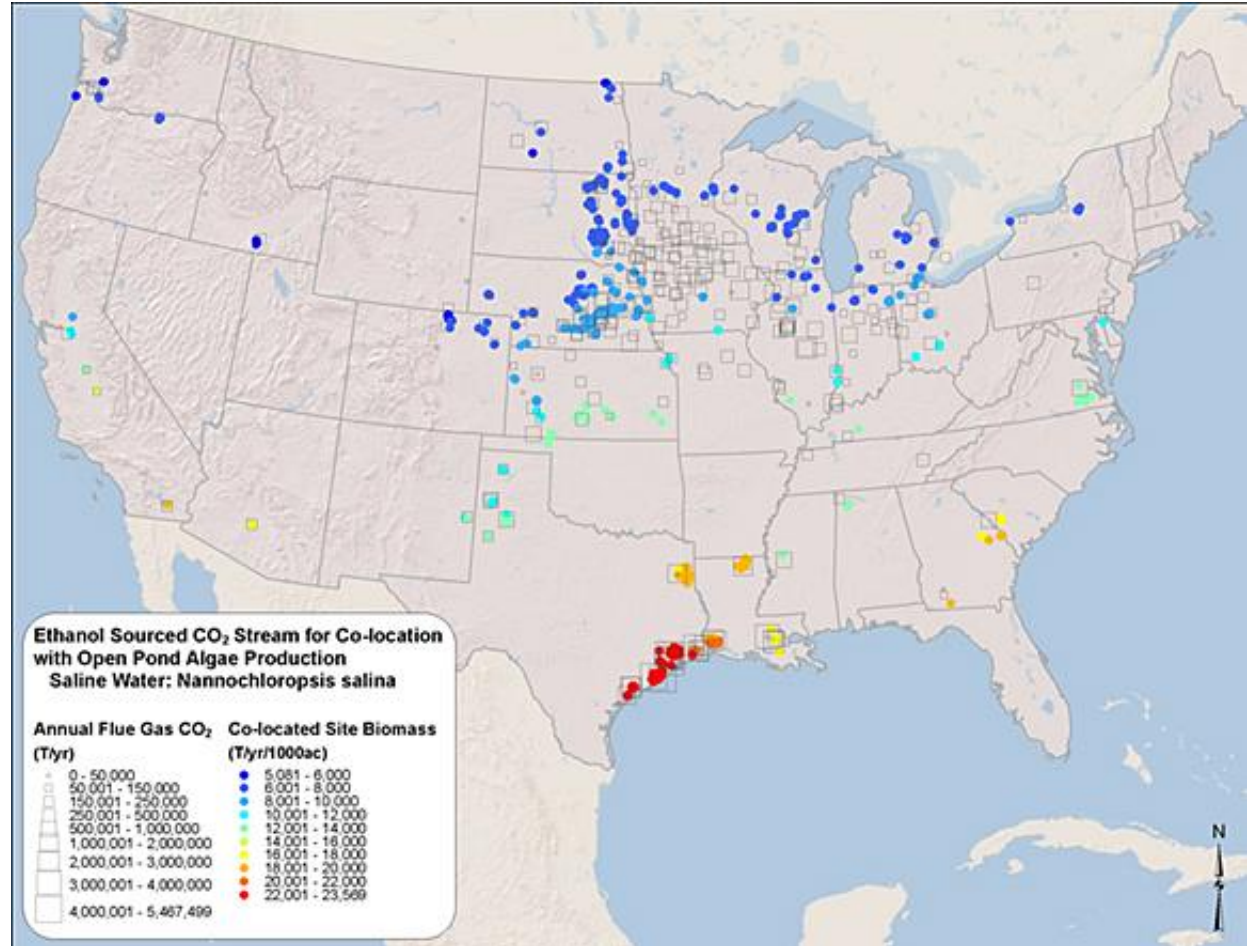 N
Ethanol Sourced CO₂ Stream for Co-location
with Open Pond Algae Production
Saline Water: Nannochloropsis salina
Annual Flue Gas CO₂
(T/yr)
0 - 50,000
50,001 - 150,000
150,001 - 250,000
250,001 - 500,000
500,001 - 1,000,000
1,000,001 - 2,000,000
2,000,001 - 3,000,000
3,000,001 - 4,000,000
4,000,001 - 5,467,499
Co-located Site Biomass
(T/yr/1000ac)
5,081 - 6,000
6,001 - 8,000
8,001 - 10,000
10,001 - 12,000
12,001 - 14,000
14,001 - 16,000
16,001 - 18,000
18,001 - 20,000
20,001 - 22,000
22,001 - 23,569